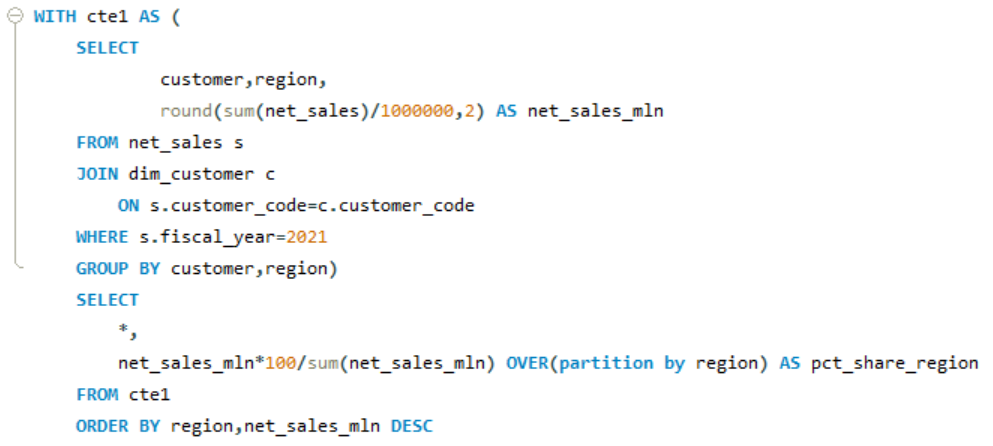 WITH cte1 AS (
SELECT
customer,region,
round(sum(net_sales)/1000000,2) AS net_sales_mln
FROM net_sales s
JOIN dim_customer c
ON s.customer_code=c.customer_code
WHERE s.fiscal_year=2021
GROUP BY customer,region)
SELECT
*,
net_sales_mln*100/sum(net_sales_mln) OVER(partition by region) AS pct_share_region
FROM cte1
ORDER BY region,net_sales_mln DESC